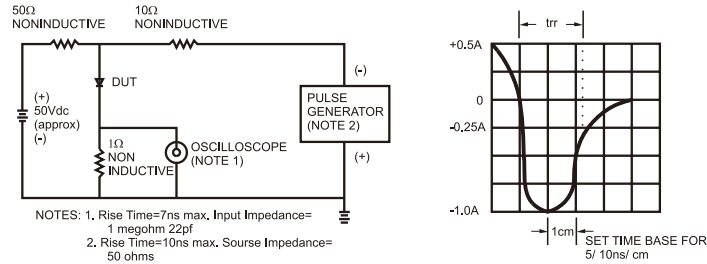 50Ω
NONINDUCTIVE
10Ω
NONINDUCTIVE
DUT
(+)
50Vdc
(approx)
(-)
1Ω
NON
INDUCTIVE
OSCILLOSCOPE
(NOTE 1)
(-)
PULSE
GENERATOR
(NOTE 2)
(+)
NOTES: 1. Rise Time=7ns max. Input Impedance=
1 megohm 22pf
2. Rise Time=10ns max. Sourse Impedance=
50 ohms
trr
+0.5A
0
-0.25A
-1.0A
1cm
SET TIME BASE FOR
5/ 10ns/ cm